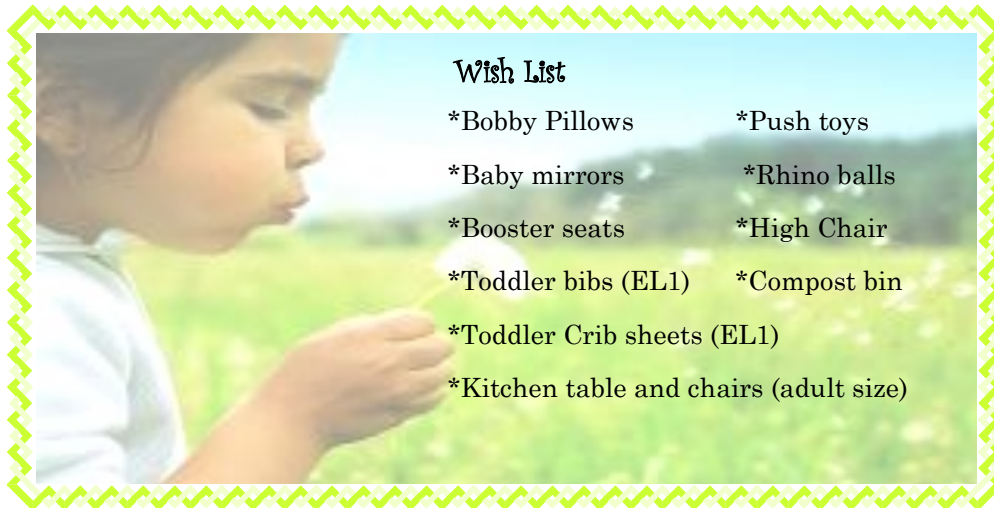 Wish List
*Bobby Pillows *Push toys
*Baby mirrors *Rhino balls
*Booster seats *High Chair
*Toddler bibs (EL1) *Compost bin
*Toddler Crib sheets (EL1)
*Kitchen table and chairs (adult size)